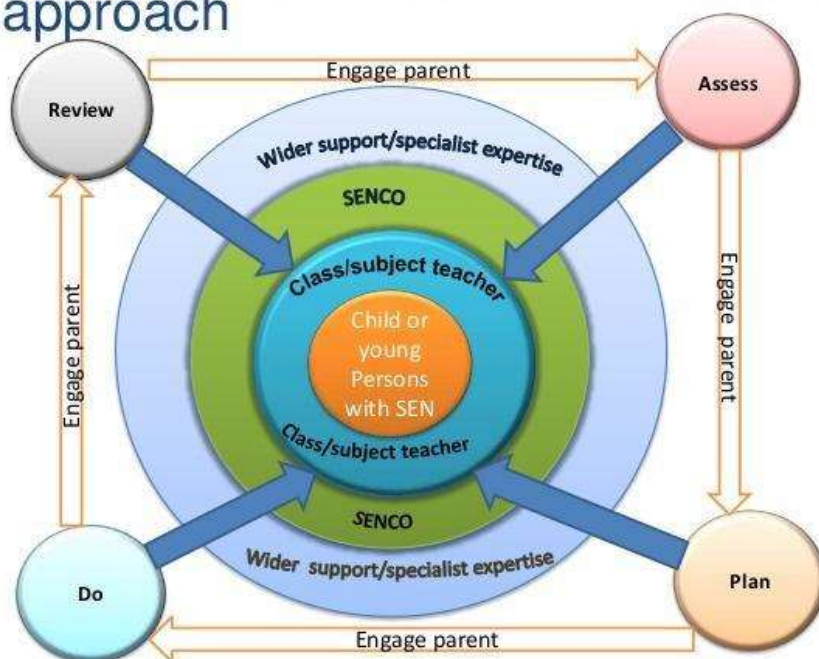 approach
Engage parent
Review
Assess
Wider support/specialist expertise
SENCO
Class/subject teacher
Child or
young
Persons
with SEN
Engage parent
Engage parent
Class/subject teacher
SENCO
Wider support/specialist expertise
Do
Plan
Engage parent